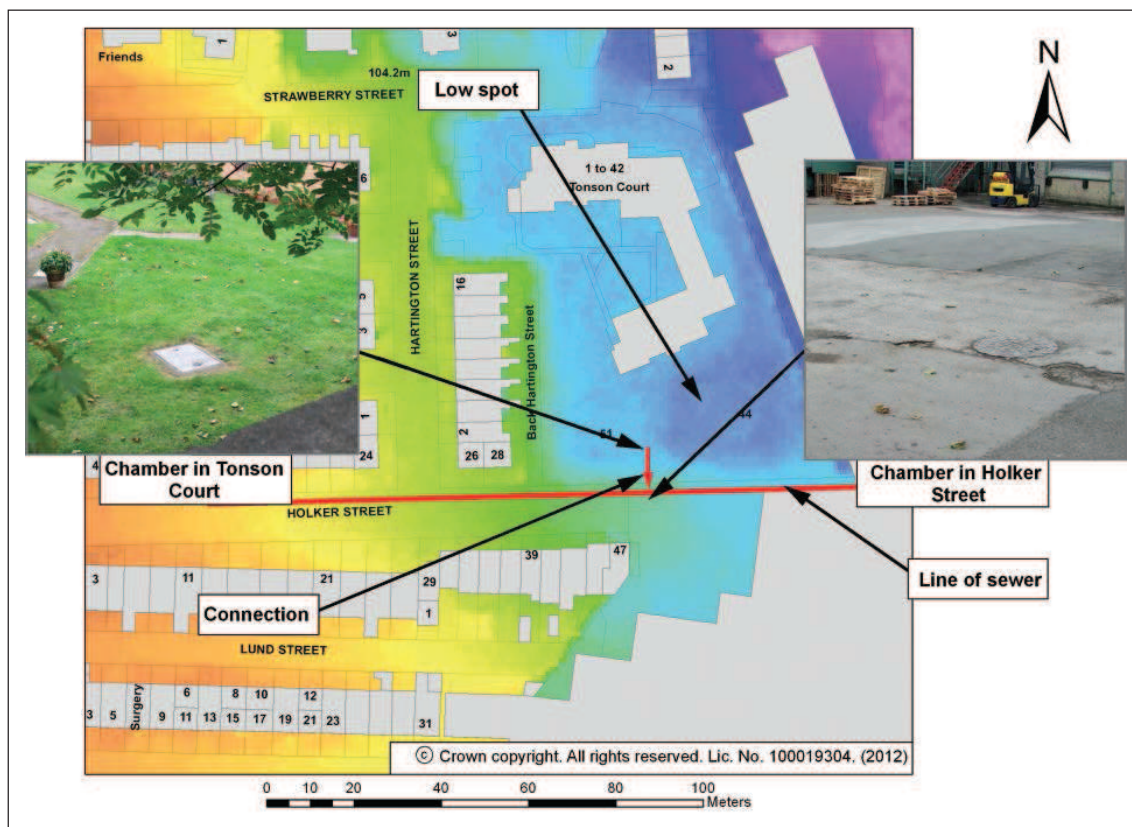 Friends
1
3
104.2m
STRAWBERRY STREET
Low spot
2
N
6
1 to 42
Tonson Court
HARTINGTON STREET
16
Back Hartington Street
5
3
1
24
2
26
28
51
44
4
Chamber in Tonson
Court
Chamber in Holker
Street
HOLKER STREET
Line of sewer
3
11
21
29
1
39
47
Connection
LUND STREET
Surgery
3
5
9
6
11
13
8
15
10
17
19
12
21
23
31
© Crown copyright. All rights reserved. Lic. No. 100019304, (2012)
0 10 20 40 60 80 100
Meters